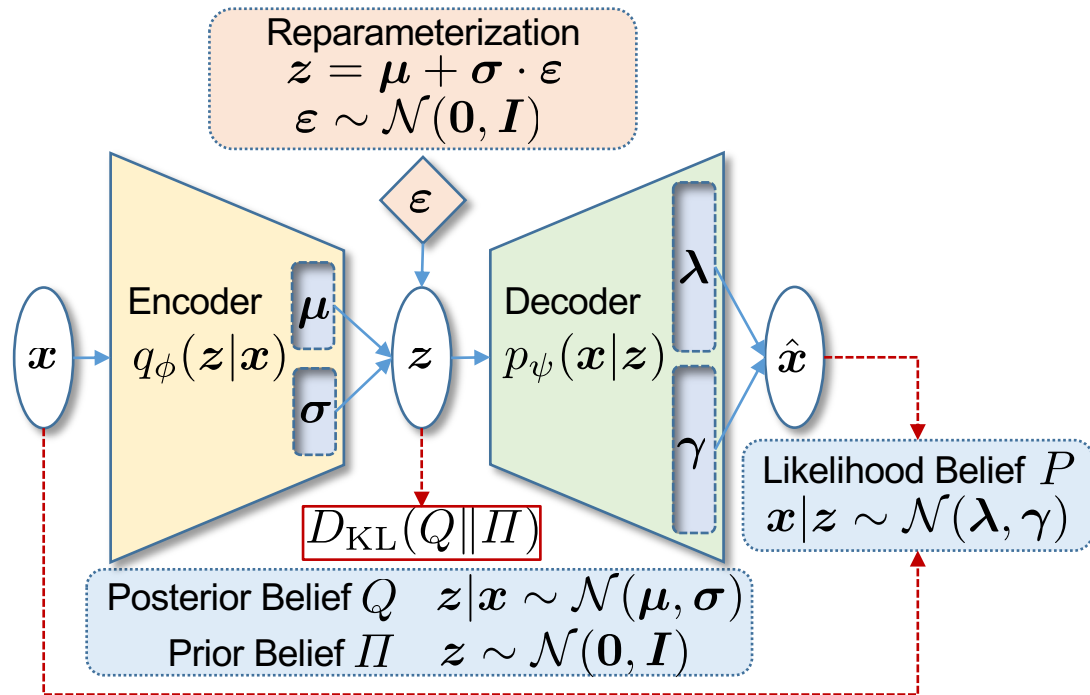 Reparameterization
z = μ + σ · ε
ε ∼ 𝒩(0, I)
ε
x
Encoder
q_ϕ(z|x)
μ
σ
z
Decoder
p_ψ(x|z)
λ
γ
x̂
D_KL(Q‖Π)
Likelihood Belief P
x|z ∼ 𝒩(λ, γ)
Posterior Belief Q z|x ∼ 𝒩(μ, σ)
Prior Belief Π z ∼ 𝒩(0, I)